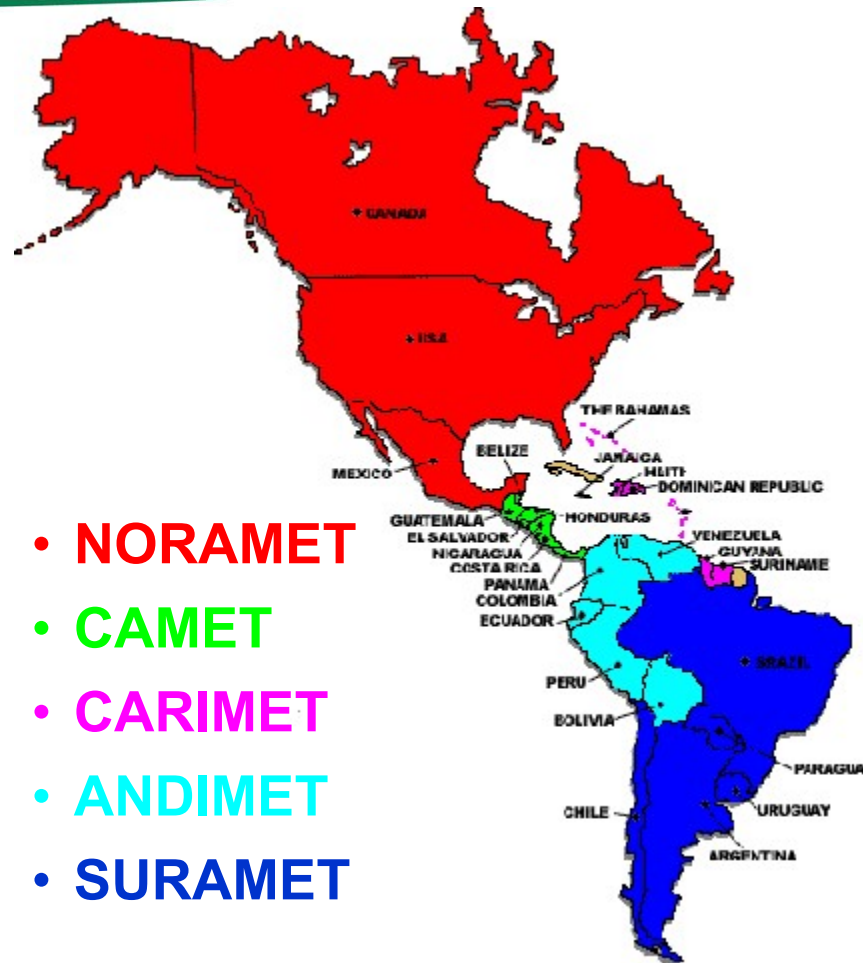 CANADA
USA
THE BAHAMAS
JAMAICA
BELIZE
MEXICO
DOMINICAN REPUBLIC
GUATEMALA
HONDURAS
EL SALVADOR
NICARAGUA
COSTA RICA
PANAMA
COLOMBIA
ECUADOR
VENEZUELA
GUYANA
SURINAME
BRAZIL
PERU
BOLIVIA
PARAGUA
CHILE
URUGUAY
ARGENTINA
• NORAMET
• CAMET
• CARIMET
• ANDIMET
• SURAMET